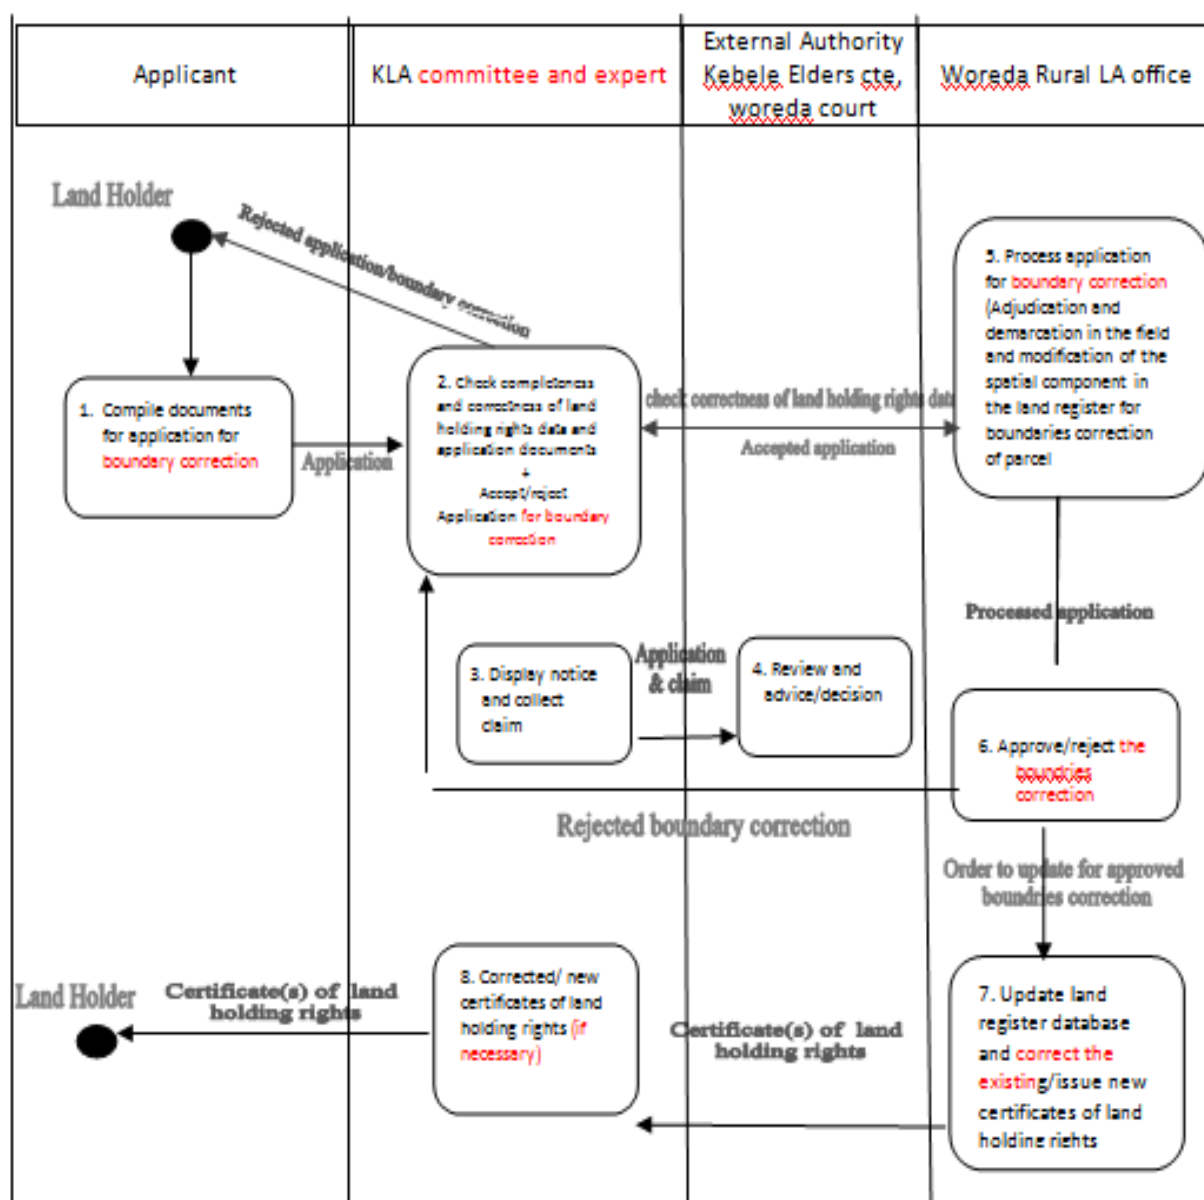 Applicant
KLA committee and expert
External Authority
Kebele Elders cte,
woreda court
Woreda Rural LA office
Land Holder
Rejected application/boundary correction
1. Compile documents
for application for
boundary correction
Application
2. Check completeness
and correctness of land
holding rights data and
application documents
+
Accept/reject
Application for boundary
correction
check correctness of land holding rights data
Accepted application
5. Process application
for boundary correction
(Adjudication and
demarcation in the field
and modification of the
spatial component in
the land register for
boundaries correction
of parcel
Processed application
3. Display notice
and collect
claim
Application
& claim
4. Review and
advice/decision
6. Approve/reject the
boundries
correction
Rejected boundary correction
Order to update for approved
boundries correction
Land Holder
Certificate(s) of land
holding rights
8. Corrected/ new
certificates of land
holding rights (if
necessary)
Certificate(s) of land
holding rights
7. Update land
register database
and correct the
existing/issue new
certificates of land
holding rights